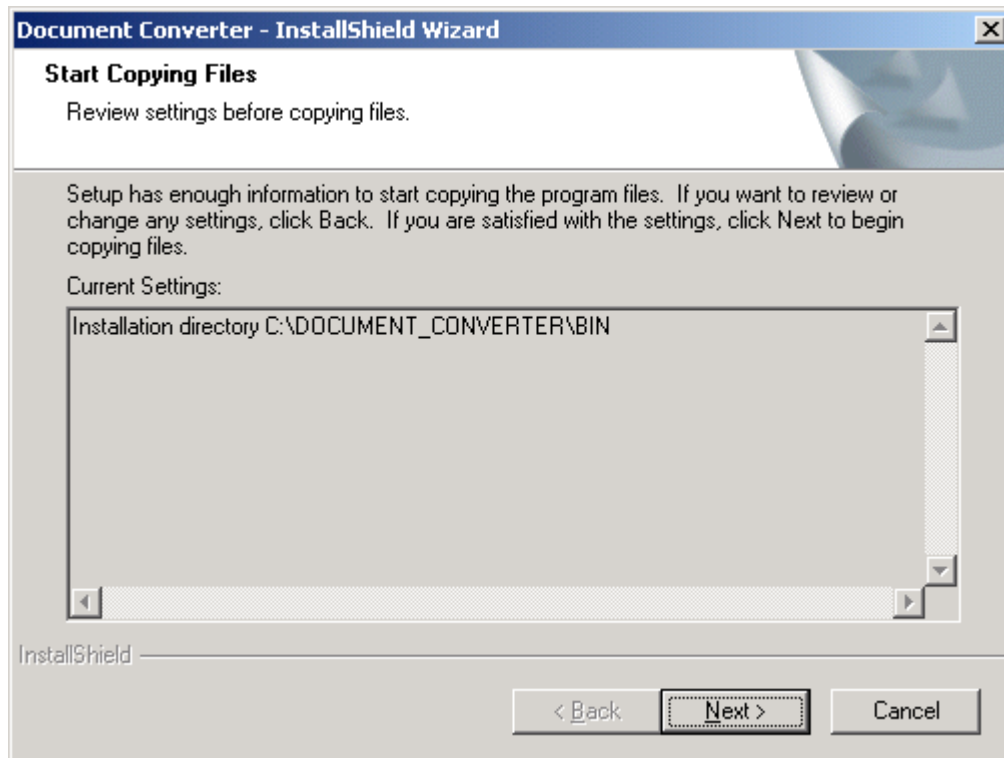 Document Converter - InstallShield Wizard
Start Copying Files
Review settings before copying files.
Setup has enough information to start copying the program files.  If you want to review or
change any settings, click Back.  If you are satisfied with the settings, click Next to begin
copying files.
Current Settings:
Installation directory C:\DOCUMENT_CONVERTER\BIN
InstallShield
< Back
Next >
Cancel